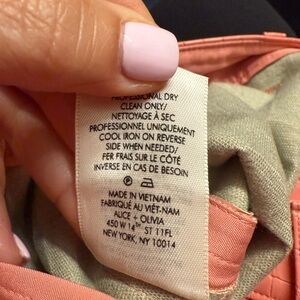 PROFESSIONAL DRY
CLEAN ONLY/
NETTOYAGE À SEC
PROFESSIONNEL UNIQUEMENT
COOL IRON ON REVERSE
SIDE WHEN NEEDED/
FER FRAIS SUR LE CÔTÉ
INVERSE EN CAS DE BESOIN
MADE IN VIETNAM
FABRIQUÉ AU VIÊT-NAM
ALICE + OLIVIA
450 W 14TH ST 11FL
NEW YORK, NY 10014